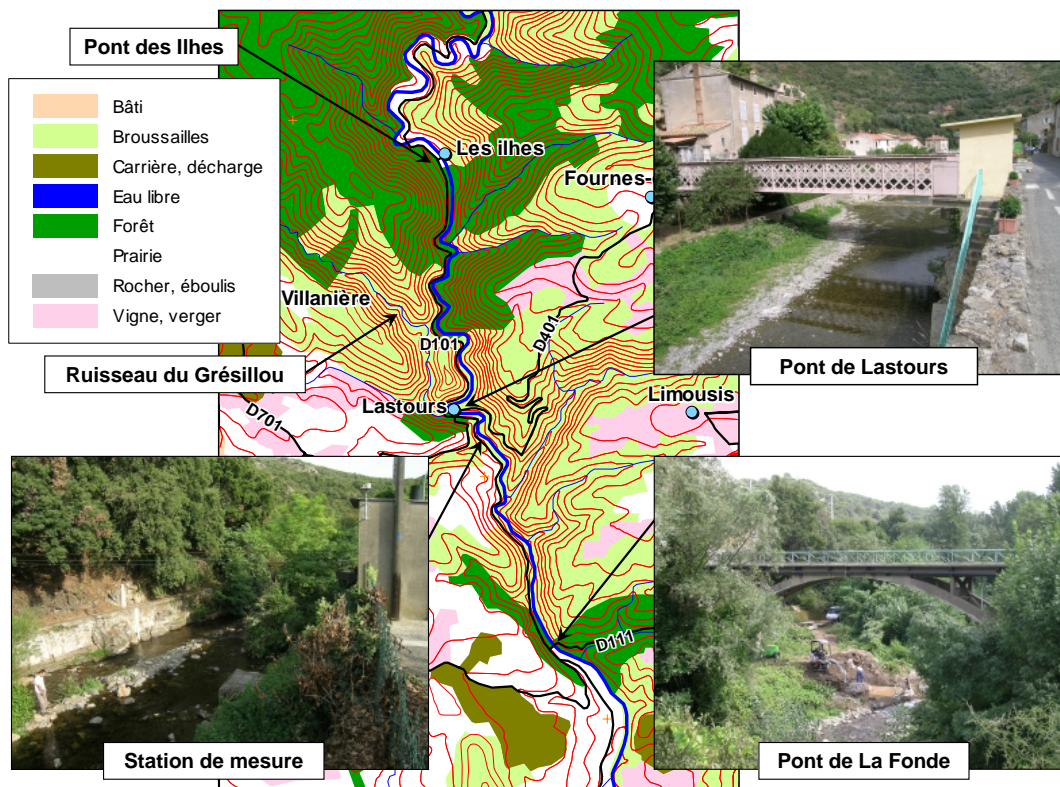 Pont des Ilhes
Bâti
Broussailles
Carrière, décharge
Eau libre
Forêt
Prairie
Rocher, éboulis
Vigne, verger
Les ilhes
Fournes-
Villanière
D101
D401
Ruisseau du Grésillou
Pont de Lastours
Lastours
Limousis
D701
D111
Station de mesure
Pont de La Fonde